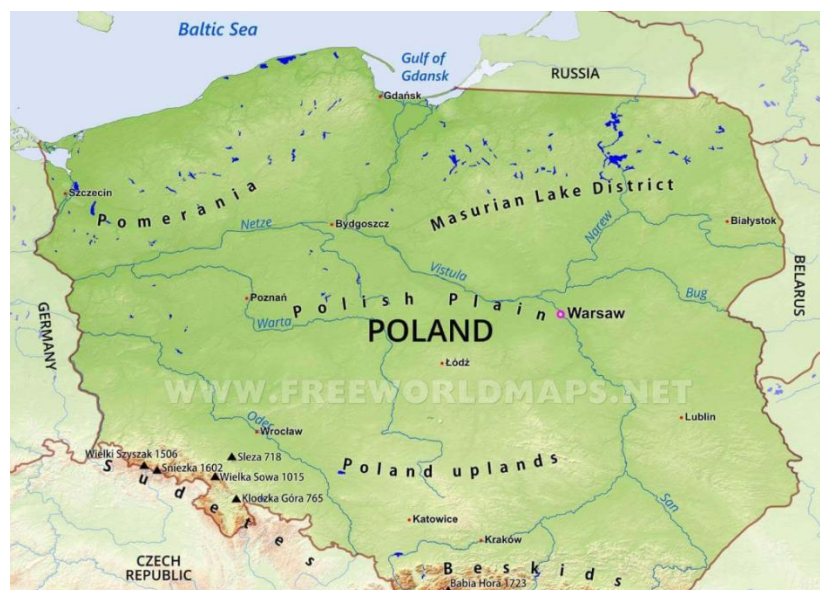 Baltic Sea
Gulf of
Gdansk
RUSSIA
Gdańsk
Szczecin
Pomerania
Masurian Lake District
Netze
Bydgoszcz
Narew
Białystok
BELARUS
Vistula
Bug
Poznań
Polish Plain
Warsaw
GERMANY
Warta
POLAND
Łódź
WWW.FREEWORLDMAPS.NET
Oder
Lublin
Wrocław
Wielki Szyszak 1506
Sleza 718
Sniezka 1602
Wielka Sowa 1015
Poland uplands
Klodzka Góra 765
Sudetes
San
Katowice
Kraków
CZECH
REPUBLIC
Beskids
Babia Hora 1723